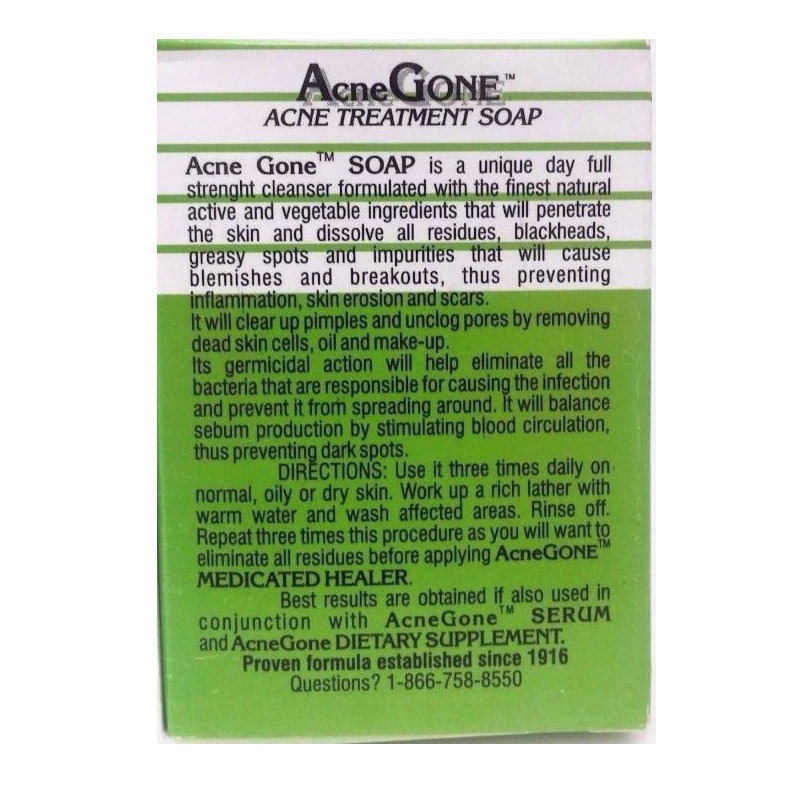 AcneGONE™
ACNE TREATMENT SOAP
Acne Gone™ SOAP is a unique day full
strenght cleanser formulated with the finest natural
active and vegetable ingredients that will penetrate
the skin and dissolve all residues, blackheads,
greasy spots and impurities that will cause
blemishes and breakouts, thus preventing
inflammation, skin erosion and scars.
It will clear up pimples and unclog pores by removing
dead skin cells, oil and make-up.
Its germicidal action will help eliminate all the
bacteria that are responsible for causing the infection
and prevent it from spreading around. It will balance
sebum production by stimulating blood circulation,
thus preventing dark spots.
DIRECTIONS: Use it three times daily on
normal, oily or dry skin. Work up a rich lather with
warm water and wash affected areas. Rinse off.
Repeat three times this procedure as you will want to
eliminate all residues before applying AcneGONE™
MEDICATED HEALER.
Best results are obtained if also used in
conjunction with AcneGone™ SERUM
and AcneGone DIETARY SUPPLEMENT.
Proven formula established since 1916
Questions? 1-866-758-8550